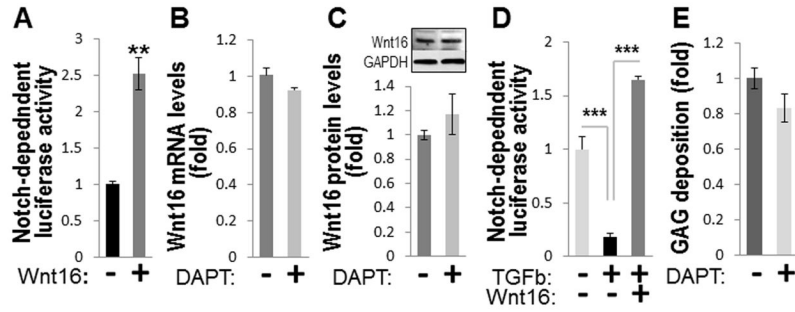 A
Notch-depedndent
luciferase activity
3
2.5
2
1.5
1
0.5
0
**
Wnt16: - +
B
Wnt16 mRNA levels
(fold)
1.2
1
0.8
0.6
0.4
0.2
0
DAPT: - +
C
Wnt16
GAPDH
Wnt16 protein levels
(fold)
1.4
1.2
1
0.8
0.6
0.4
0.2
0
DAPT: - +
D
Notch-depedndent
luciferase activity
2
1.5
1
0.5
0
***
***
TGFb: - + +
Wnt16: - - +
E
GAG deposition (fold)
1.2
1
0.8
0.6
0.4
0.2
0
DAPT: - +